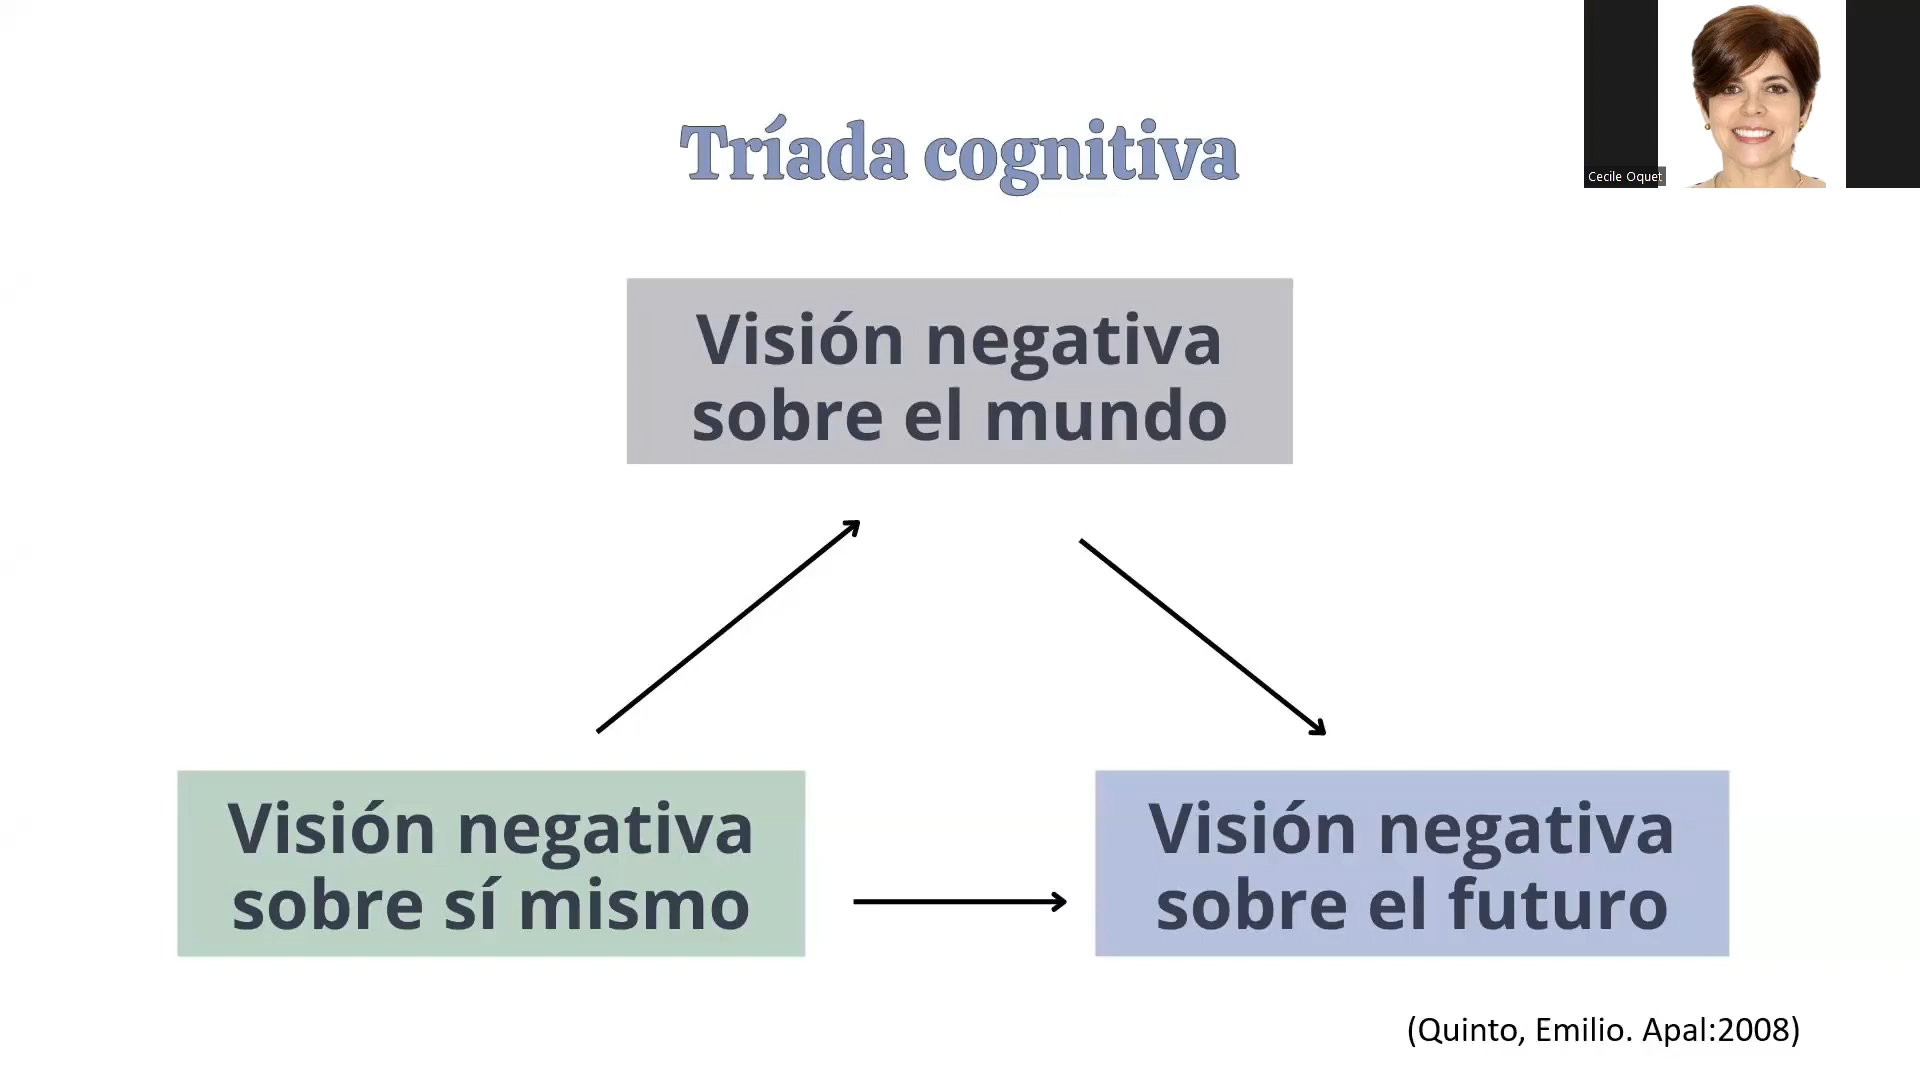 Cecile Oquet
Tríada cognitiva
Visión negativa
sobre el mundo
Visión negativa
sobre sí mismo
Visión negativa
sobre el futuro
(Quinto, Emilio. Apal:2008)